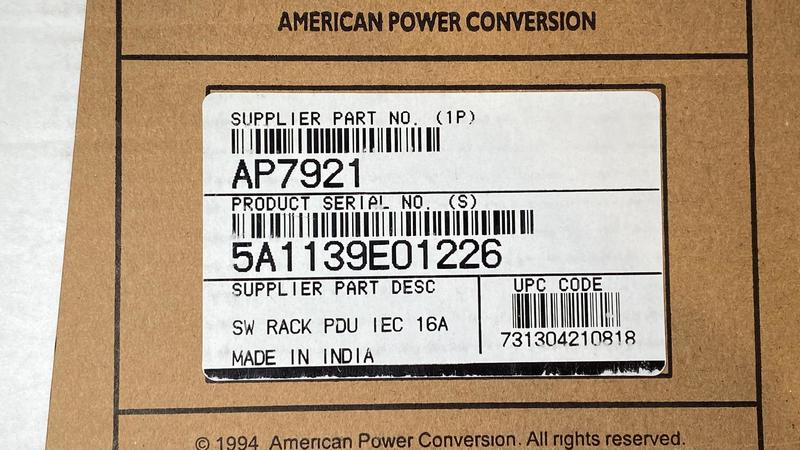 AMERICAN POWER CONVERSION
SUPPLIER PART NO. (1P)
AP7921
PRODUCT SERIAL NO. (S)
5A1139E01226
SUPPLIER PART DESC
SW RACK PDU IEC 16A
MADE IN INDIA
UPC CODE
731304210818
© 1994 American Power Conversion. All rights reserved.